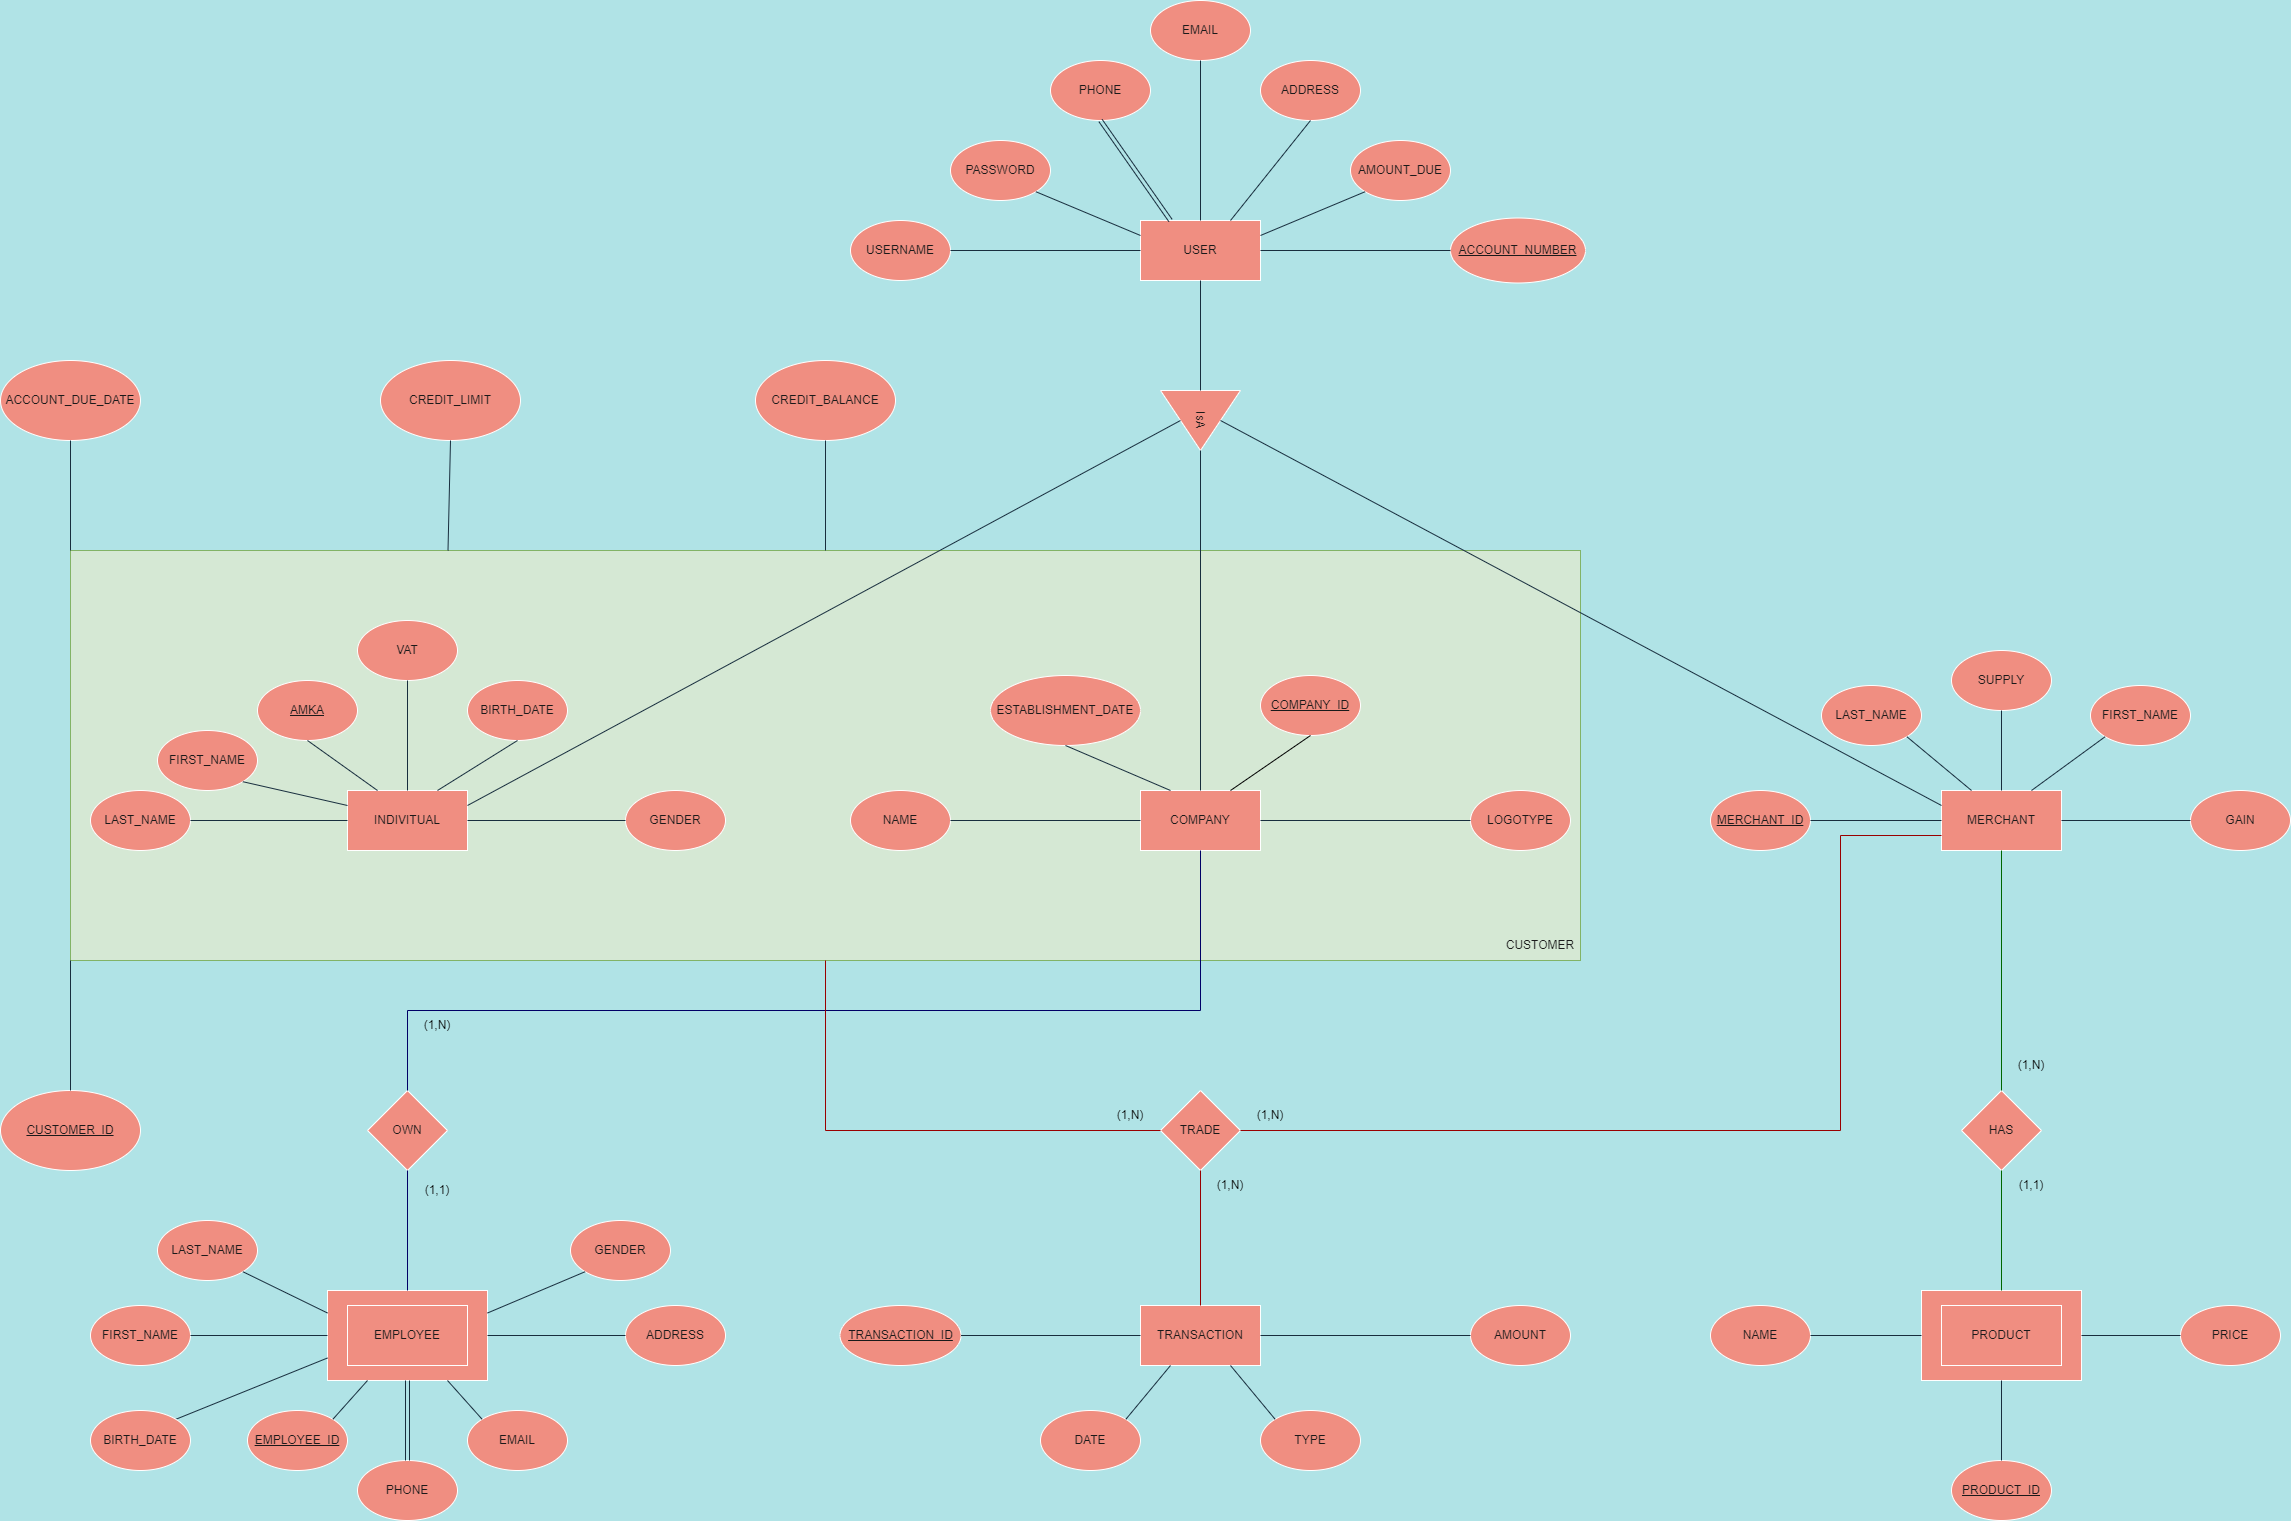 EMAIL
PHONE
ADDRESS
PASSWORD
AMOUNT_DUE
USERNAME
USER
ACCOUNT_NUMBER
ACCOUNT_DUE_DATE
CREDIT_LIMIT
CREDIT_BALANCE
IsA
VAT
AMKA
BIRTH_DATE
FIRST_NAME
LAST_NAME
INDIVITUAL
GENDER
ESTABLISHMENT_DATE
COMPANY_ID
NAME
COMPANY
LOGOTYPE
SUPPLY
LAST_NAME
FIRST_NAME
MERCHANT_ID
MERCHANT
GAIN
CUSTOMER
(1,N)
(1,N)
(1,N)
(1,N)
CUSTOMER_ID
OWN
TRADE
HAS
(1,1)
(1,N)
(1,1)
LAST_NAME
GENDER
FIRST_NAME
EMPLOYEE
ADDRESS
TRANSACTION_ID
TRANSACTION
AMOUNT
NAME
PRODUCT
PRICE
BIRTH_DATE
EMPLOYEE_ID
EMAIL
DATE
TYPE
PHONE
PRODUCT_ID